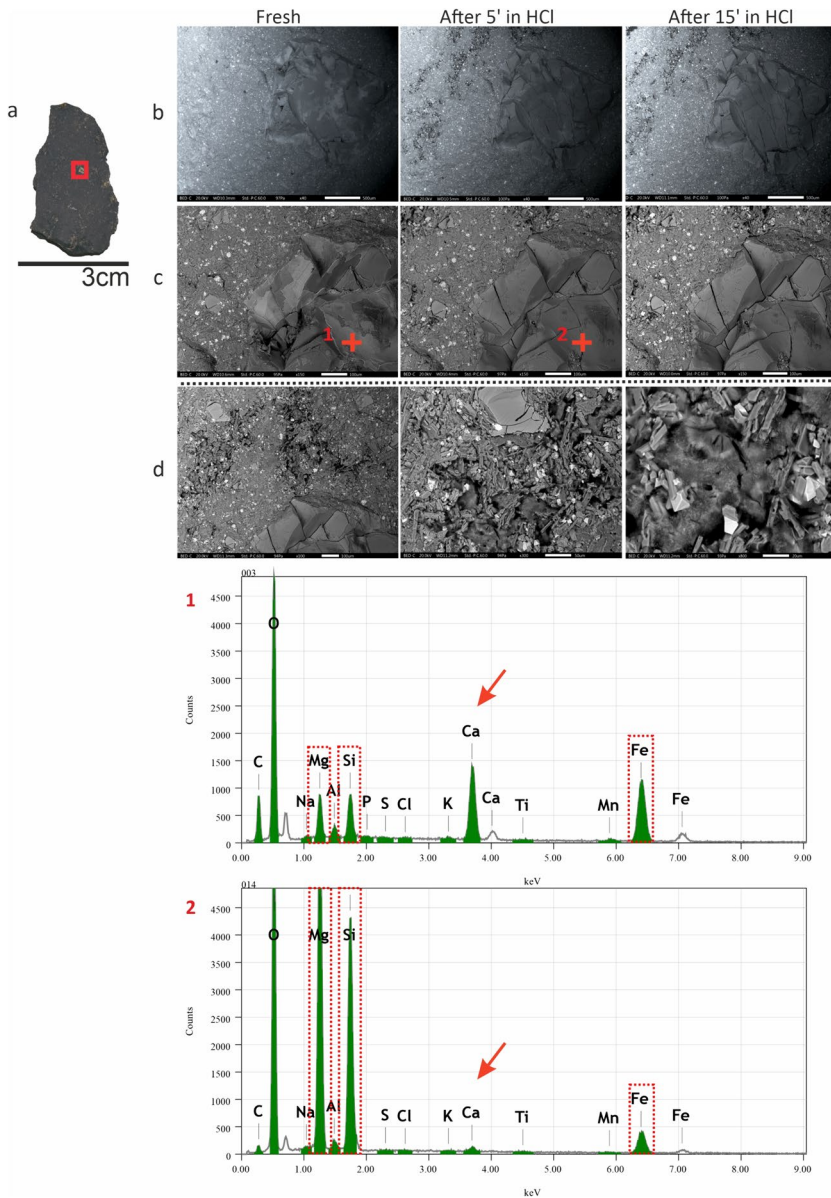 Fresh After 5' in HCl After 15' in HCl
a
b
3cm
c
1
2
d
1
003
4500
4000
3500
3000
2500
2000
1500
1000
500
0
Counts
O
C
Na
Mg
Al
Si
P
S
Cl
K
Ca
Ca
Ti
Mn
Fe
Fe
0.00 1.00 2.00 3.00 4.00 5.00 6.00 7.00 8.00 9.00
keV
2
014
4500
4000
3500
3000
2500
2000
1500
1000
500
0
Counts
O
C
Na
Mg
Al
Si
S
Cl
K
Ca
Ti
Mn
Fe
Fe
0.00 1.00 2.00 3.00 4.00 5.00 6.00 7.00 8.00 9.00
keV